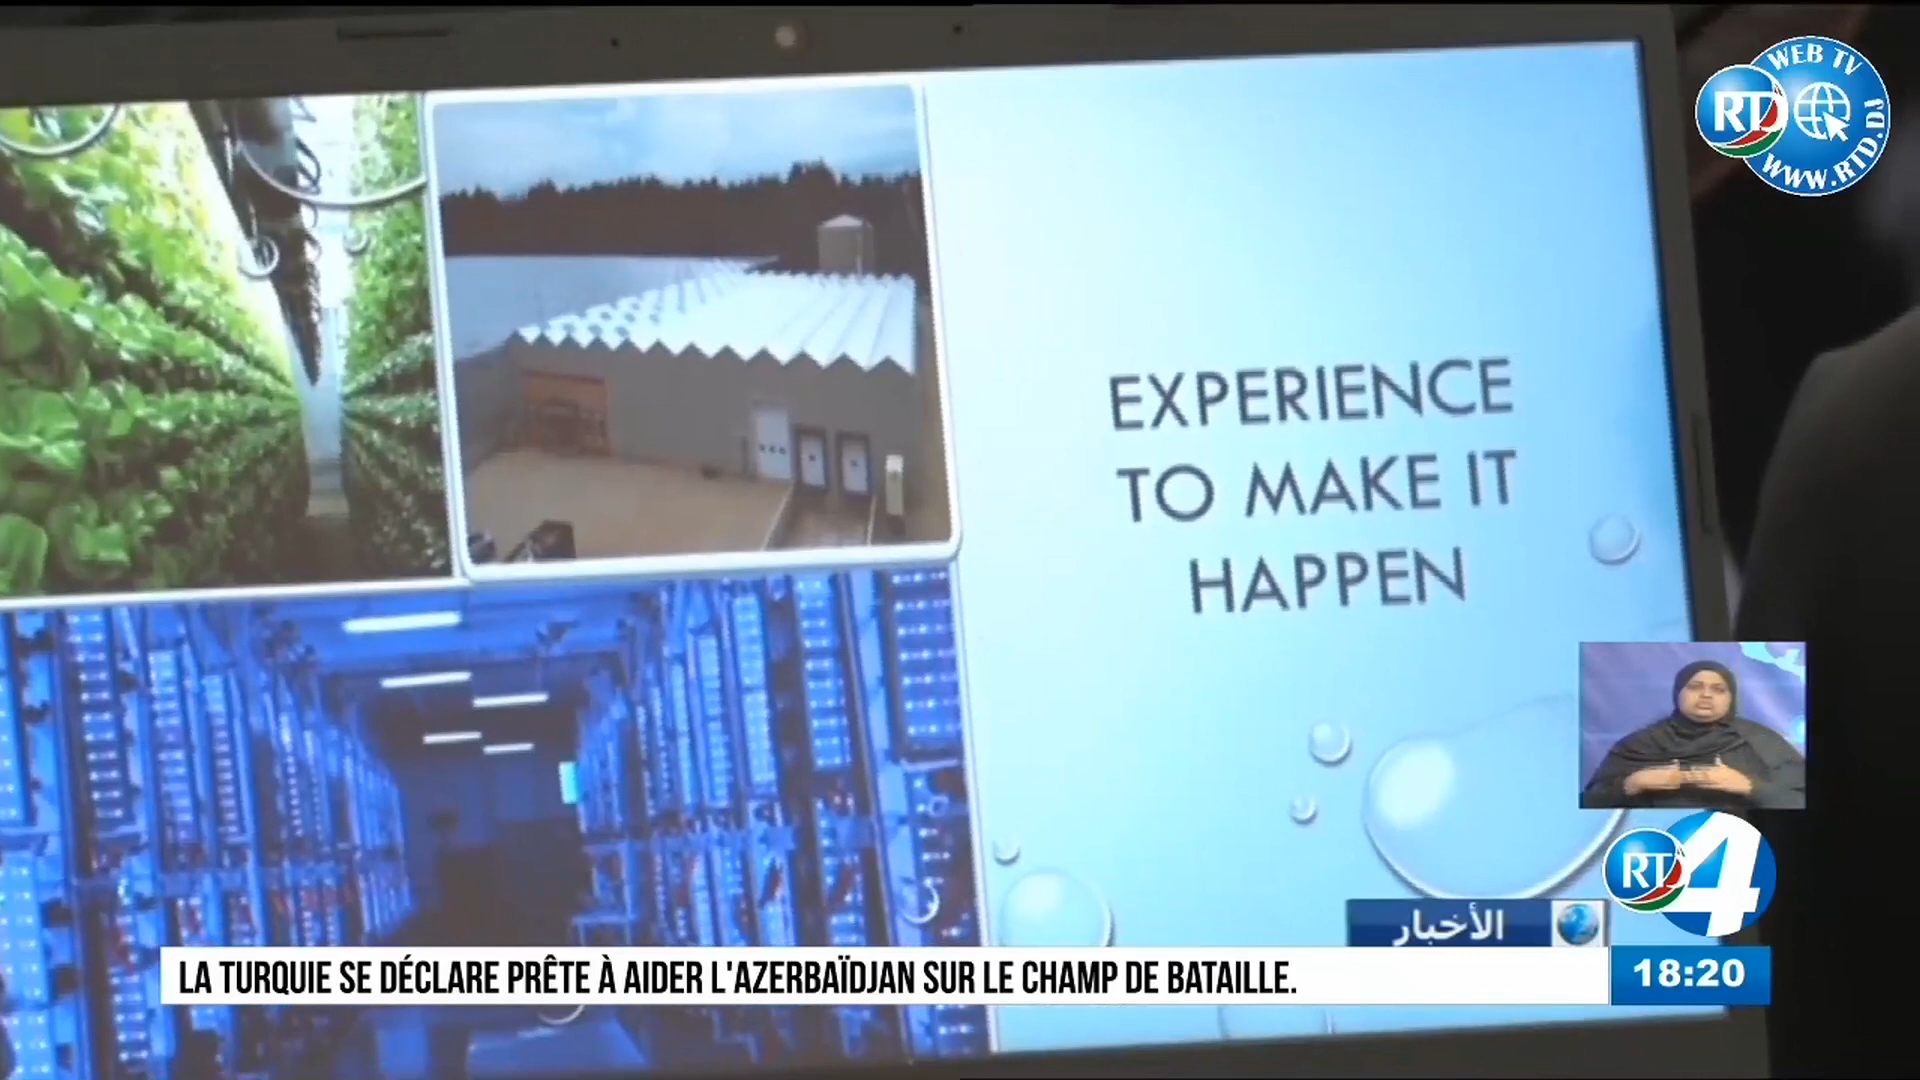 WEB TV
RTD
WWW.RTD.DJ
EXPERIENCE
TO MAKE IT
HAPPEN
RTD 4
الأخبار
LA TURQUIE SE DÉCLARE PRÊTE À AIDER L'AZERBAÏDJAN SUR LE CHAMP DE BATAILLE.
18:20